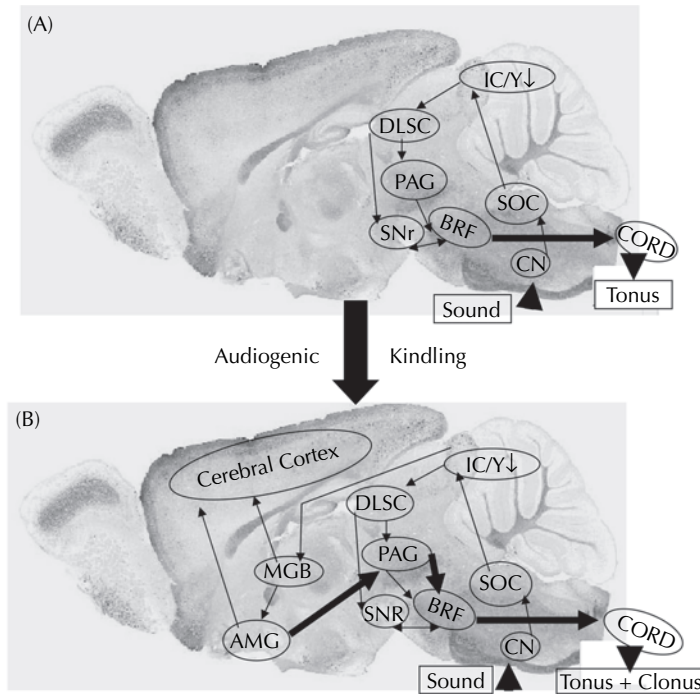 (A)
IC/Y↓
DLSC
PAG
SOC
SNr
BRF
CORD
CN
Sound
Tonus
Audiogenic Kindling
(B)
Cerebral Cortex
IC/Y↓
DLSC
PAG
MGB
SOC
SNR
BRF
AMG
CORD
CN
Sound
Tonus + Clonus